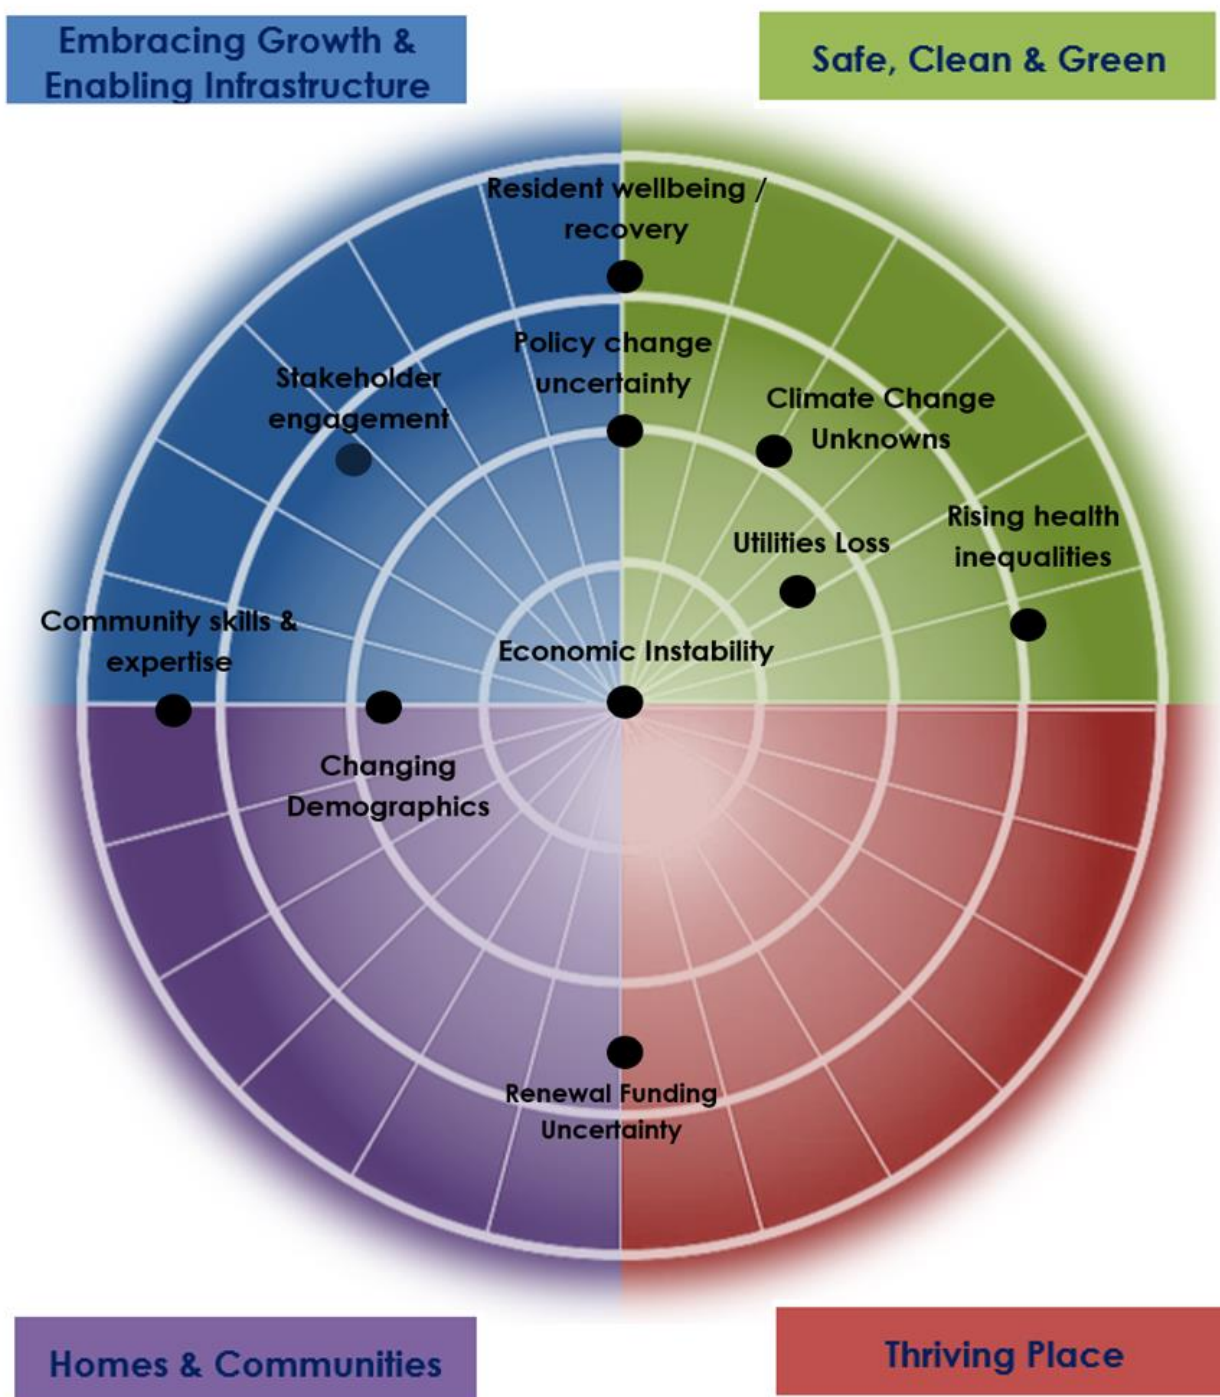 Embracing Growth &
Enabling Infrastructure
Safe, Clean & Green
Resident wellbeing /
recovery
Policy change
uncertainty
Stakeholder
engagement
Climate Change
Unknowns
Rising health
inequalities
Utilities Loss
Community skills &
expertise
Economic Instability
Changing
Demographics
Renewal Funding
Uncertainty
Homes & Communities
Thriving Place